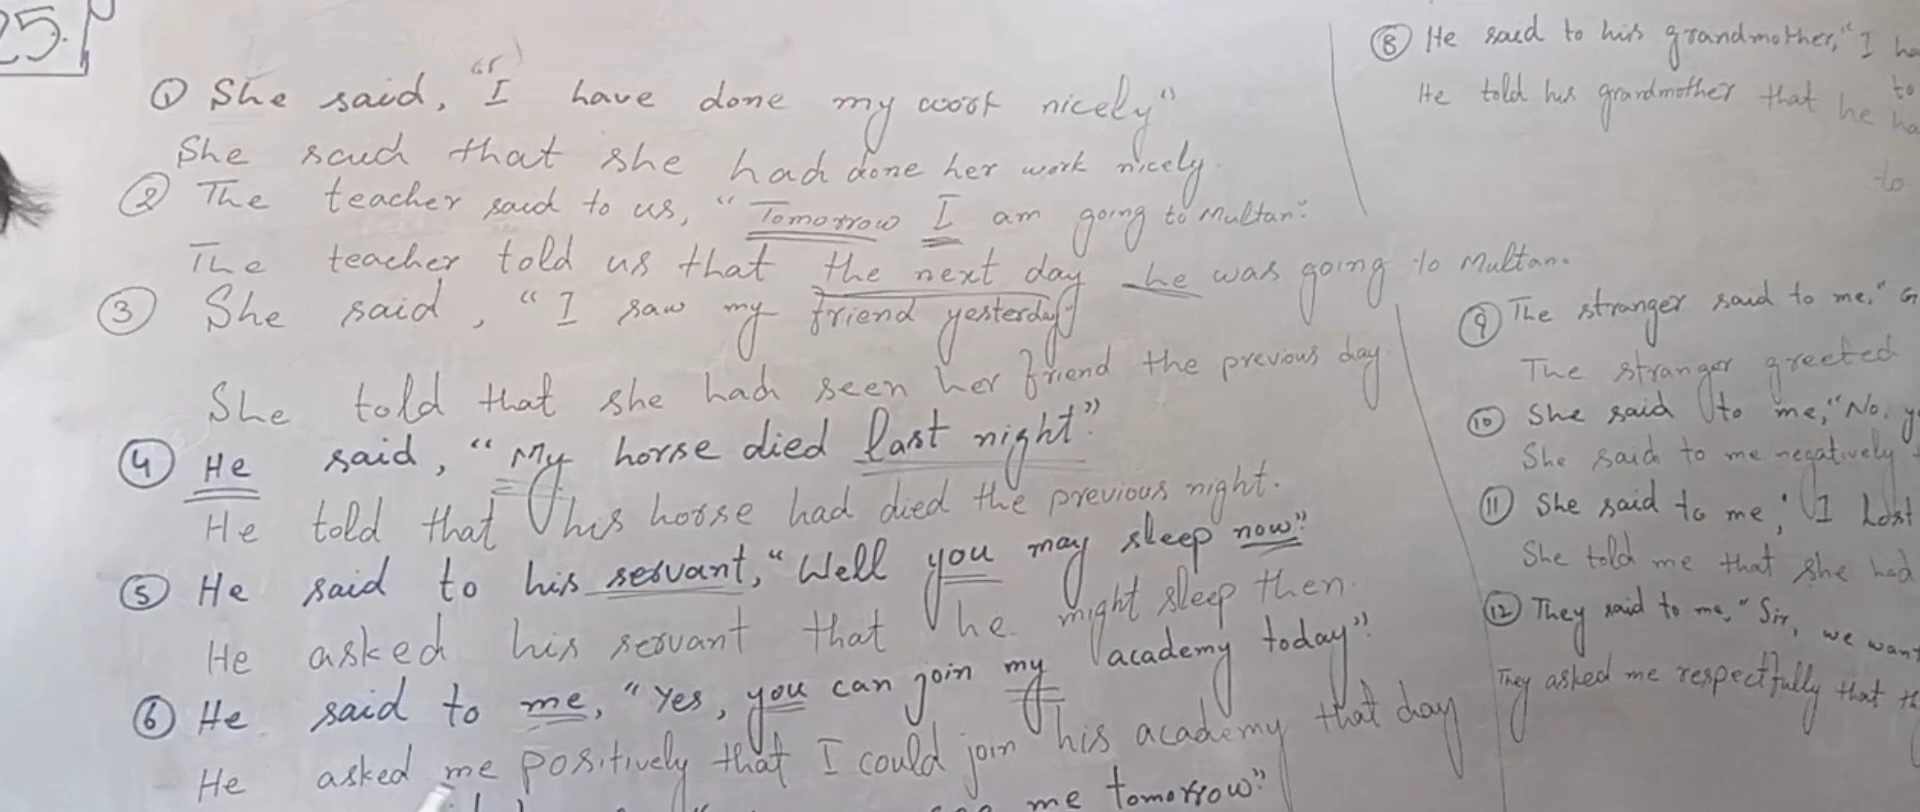 25.P
① She said, "I have done my work nicely"
She said that she had done her work nicely.
② The teacher said to us, "Tomorrow I am going to Multan."
The teacher told us that the next day he was going to Multan.
③ She said, "I saw my friend yesterday"
She told that she had seen her friend the previous day
④ He said, "My horse died last night."
He told that his horse had died the previous night.
⑤ He said to his servant, "Well you may sleep now"
He asked his servant that he might sleep then.
⑥ He said to me, "Yes, you can join my academy today".
He asked me positively that I could join his academy that day
me tomorrow"
⑧ He said to his grandmother, "I ha
to
He told his grandmother that he ha
to
⑨ The stranger said to me, "G
The stranger greeted
⑩ She said to me, "No, yo
She said to me negatively
⑪ She said to me, "I lost
She told me that she had
⑫ They said to me, "Sir, we want
They asked me respectfully that th